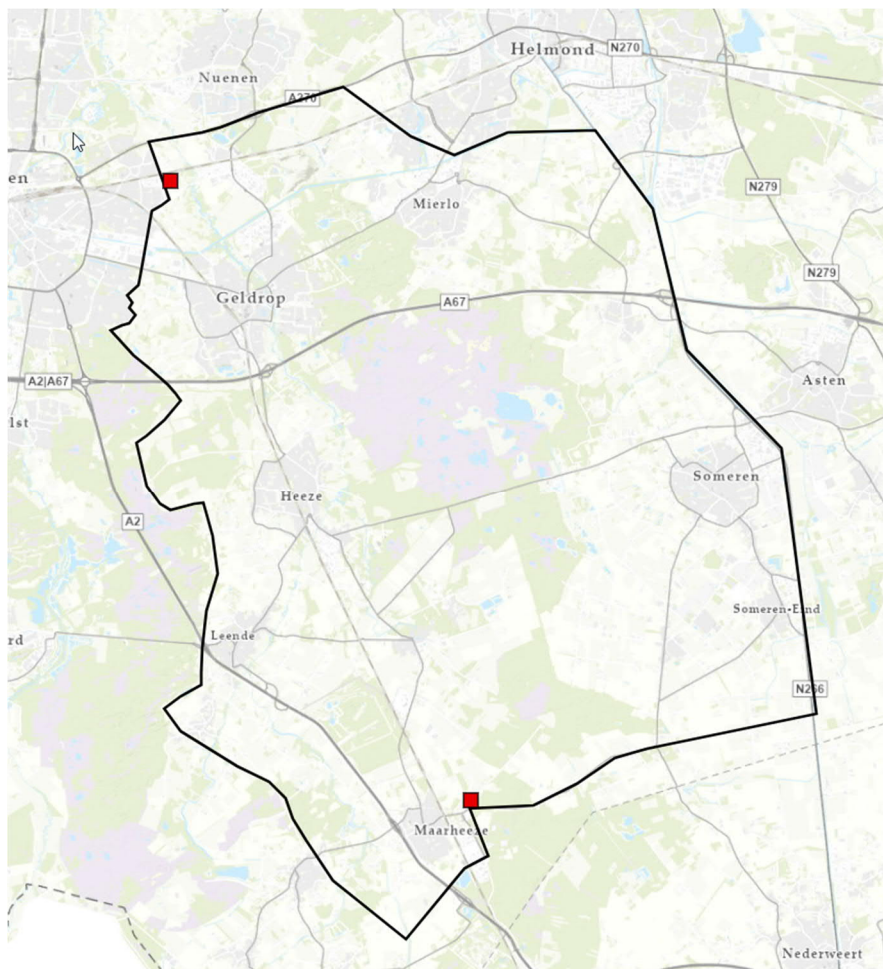 Helmond
N270
Nuenen
A270
en
N279
Mierlo
N279
Geldrop
A67
A2|A67
Asten
lst
Someren
Heeze
A2
Someren-Eind
Leende
rd
N266
Maarheeze
Nederweert